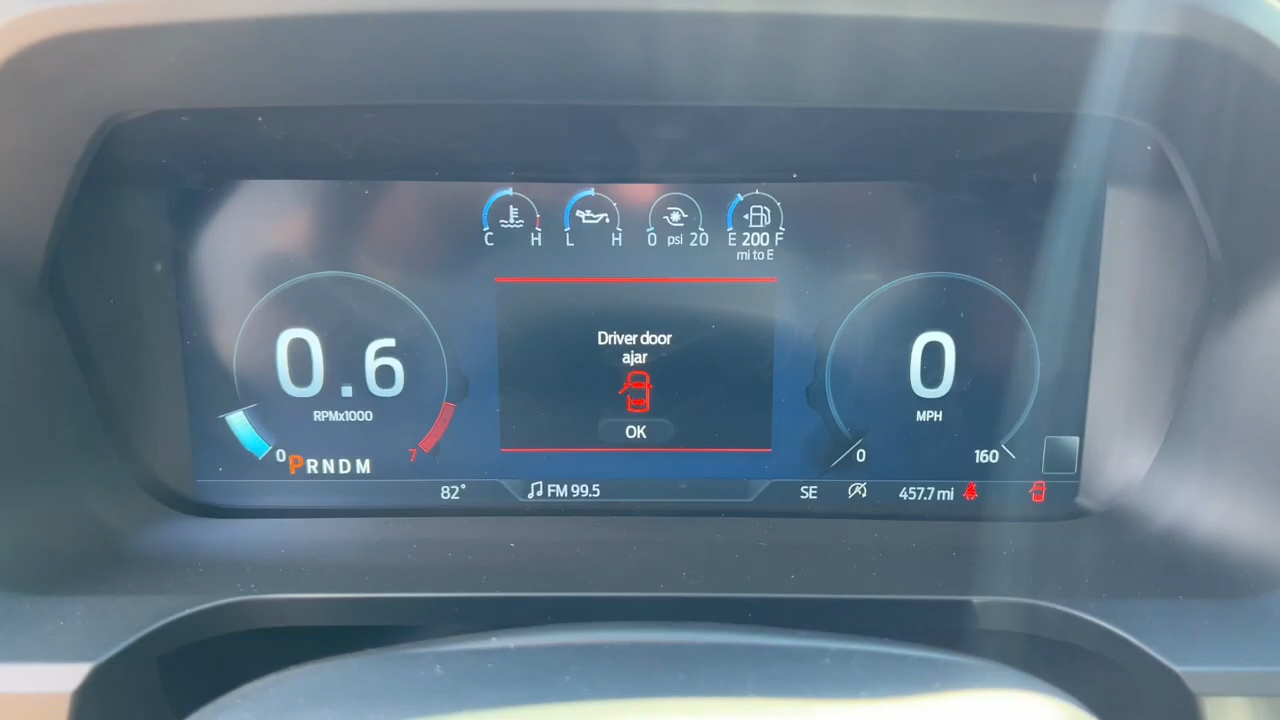 C H L H 0 psi 20 E 200 F
mi to E
Driver door
ajar
OK
0.6
RPMx1000
0 7
PRNDM
0
MPH
0 160
82° FM 99.5 SE 457.7 mi